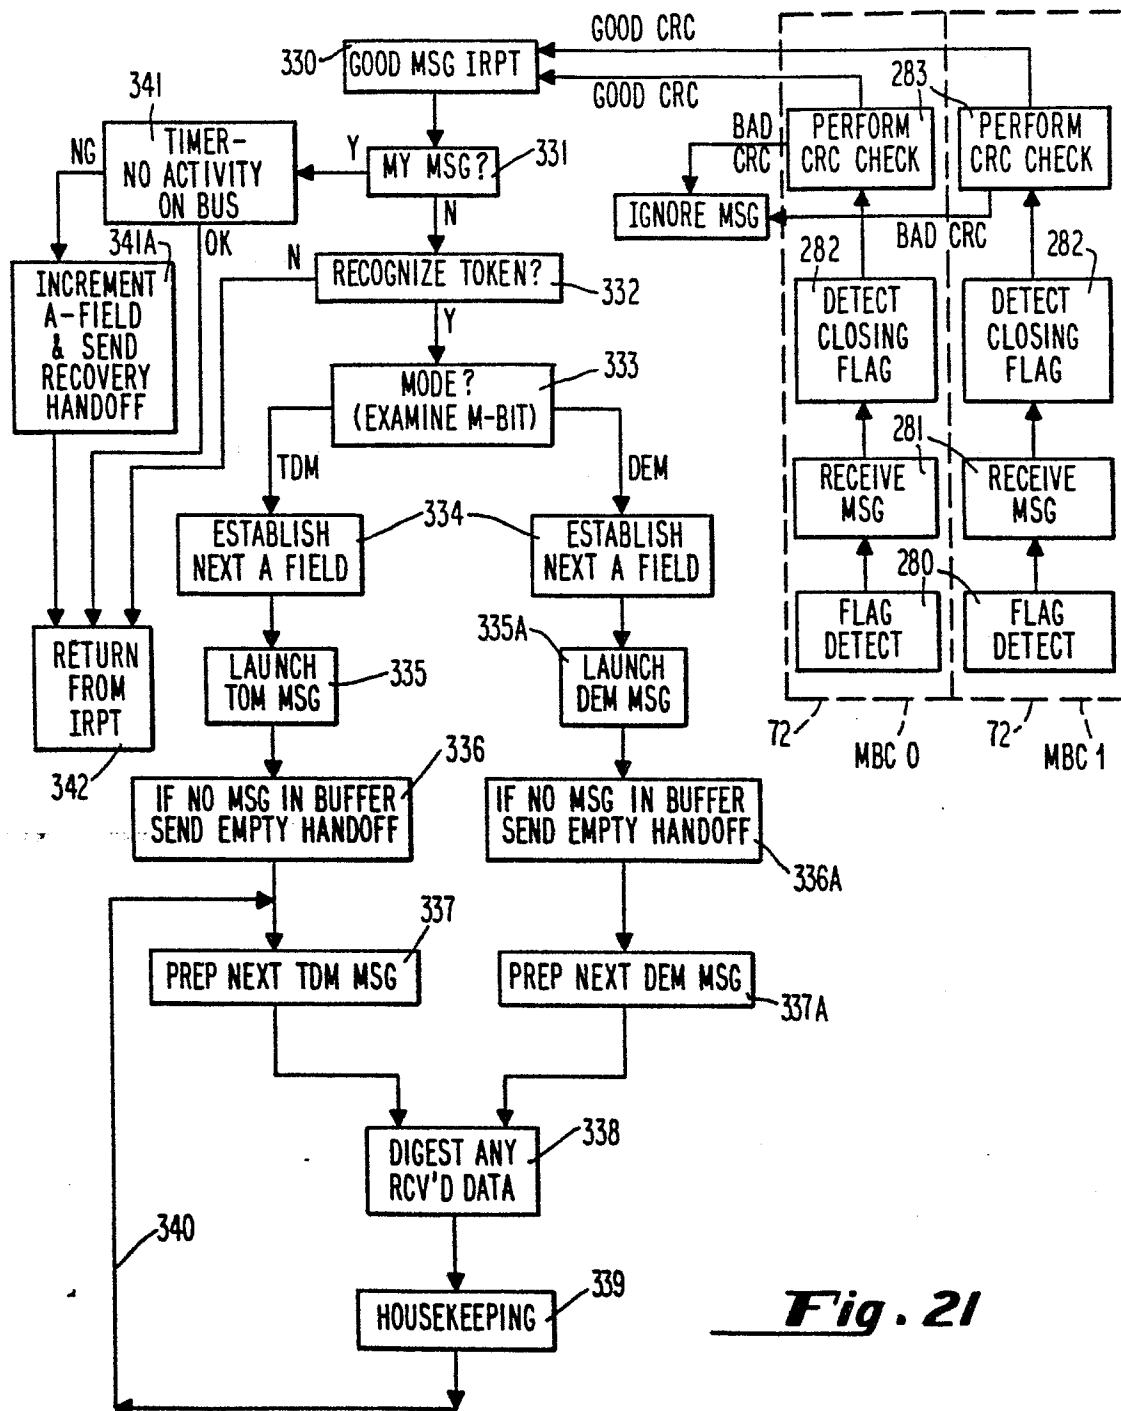 GOOD CRC
330
GOOD MSG IRPT
GOOD CRC
283
341
TIMER-
NO ACTIVITY
ON BUS
NG
Y
MY MSG?
331
BAD
CRC
PERFORM
CRC CHECK
PERFORM
CRC CHECK
IGNORE MSG
BAD CRC
N
OK
341A
N
RECOGNIZE TOKEN?
332
282
282
INCREMENT
A-FIELD
& SEND
RECOVERY
HANDOFF
Y
DETECT
CLOSING
FLAG
DETECT
CLOSING
FLAG
MODE?
(EXAMINE M-BIT)
333
TDM
DEM
281
RECEIVE
MSG
RECEIVE
MSG
ESTABLISH
NEXT A FIELD
334
ESTABLISH
NEXT A FIELD
280
FLAG
DETECT
FLAG
DETECT
RETURN
FROM
IRPT
342
LAUNCH
TOM MSG
335
335A
LAUNCH
DEM MSG
72
MBC 0
72
MBC 1
336
IF NO MSG IN BUFFER
SEND EMPTY HANDOFF
IF NO MSG IN BUFFER
SEND EMPTY HANDOFF
336A
337
PREP NEXT TDM MSG
PREP NEXT DEM MSG
337A
DIGEST ANY
RCV'D DATA
338
340
HOUSEKEEPING
339
Fig. 21